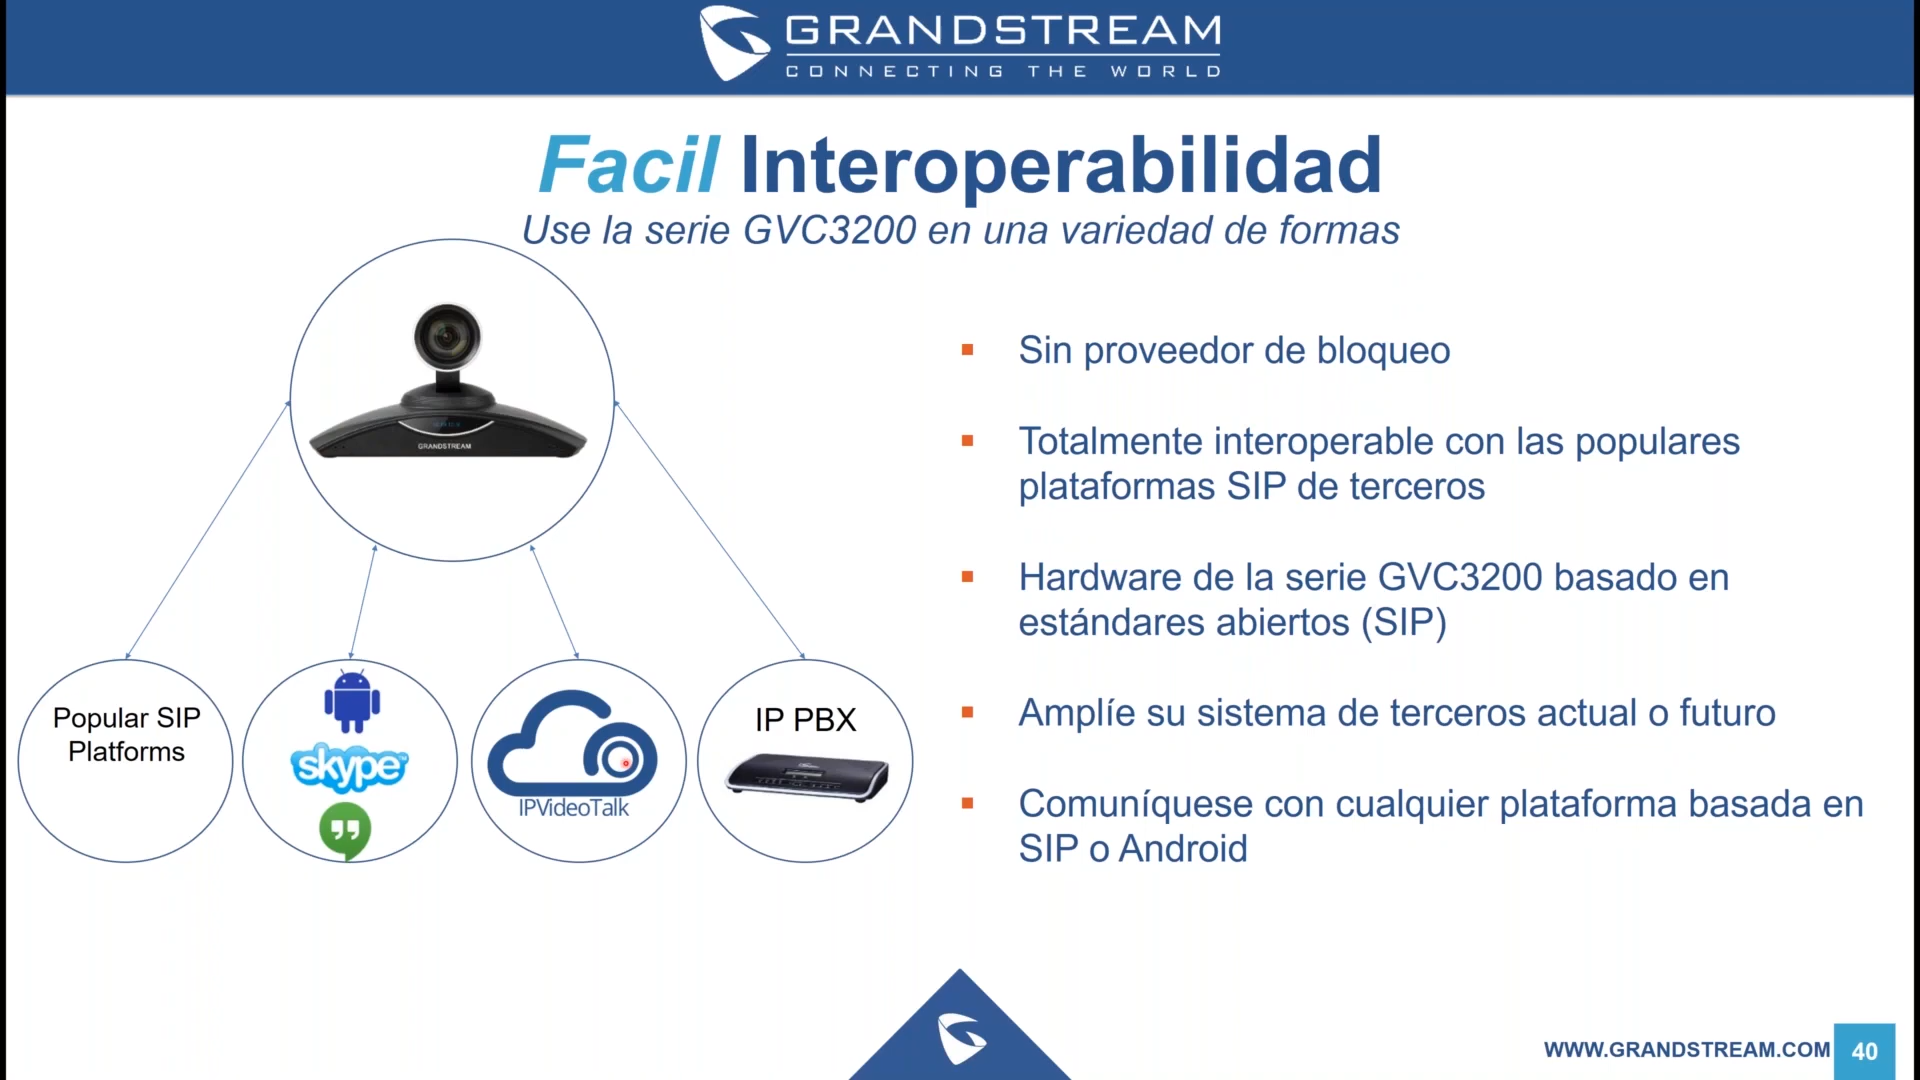 GRANDSTREAM
CONNECTING THE WORLD
Facil Interoperabilidad
Use la serie GVC3200 en una variedad de formas
GRANDSTREAM
Popular SIP
Platforms
skype
IPVideoTalk
IP PBX
Sin proveedor de bloqueo
Totalmente interoperable con las populares
plataformas SIP de terceros
Hardware de la serie GVC3200 basado en
estándares abiertos (SIP)
Amplíe su sistema de terceros actual o futuro
Comuníquese con cualquier plataforma basada en
SIP o Android
WWW.GRANDSTREAM.COM
40